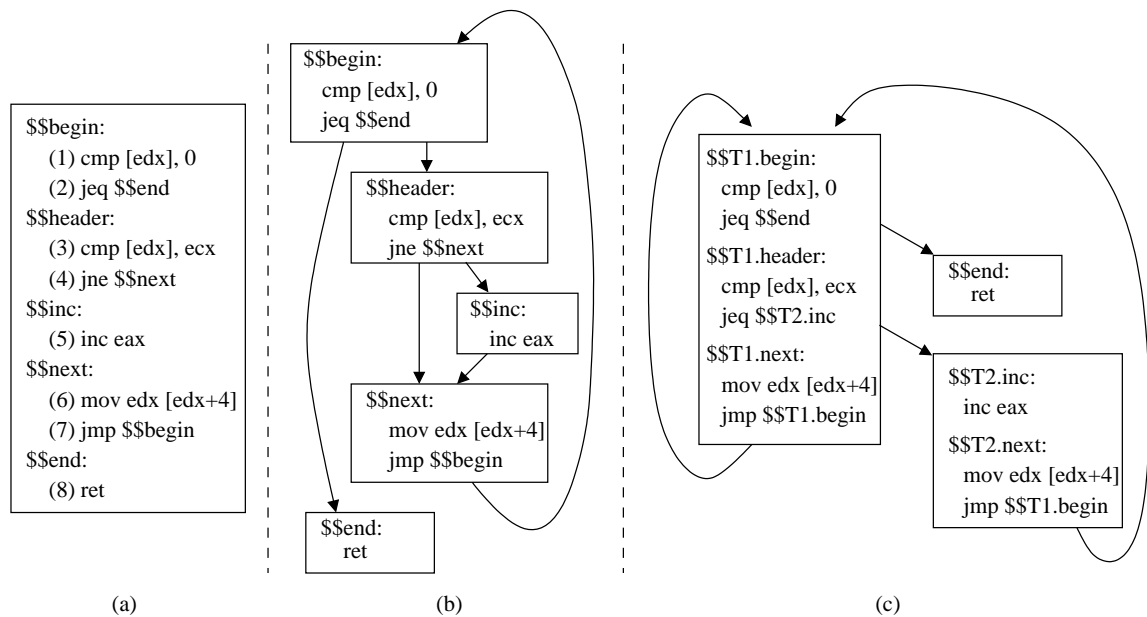 $$begin:
(1) cmp [edx], 0
(2) jeq $$end
$$header:
(3) cmp [edx], ecx
(4) jne $$next
$$inc:
(5) inc eax
$$next:
(6) mov edx [edx+4]
(7) jmp $$begin
$$end:
(8) ret
(a)
$$begin:
cmp [edx], 0
jeq $$end
$$header:
cmp [edx], ecx
jne $$next
$$inc:
inc eax
$$next:
mov edx [edx+4]
jmp $$begin
$$end:
ret
(b)
$$T1.begin:
cmp [edx], 0
jeq $$end
$$T1.header:
cmp [edx], ecx
jeq $$T2.inc
$$T1.next:
mov edx [edx+4]
jmp $$T1.begin
$$end:
ret
$$T2.inc:
inc eax
$$T2.next:
mov edx [edx+4]
jmp $$T1.begin
(c)